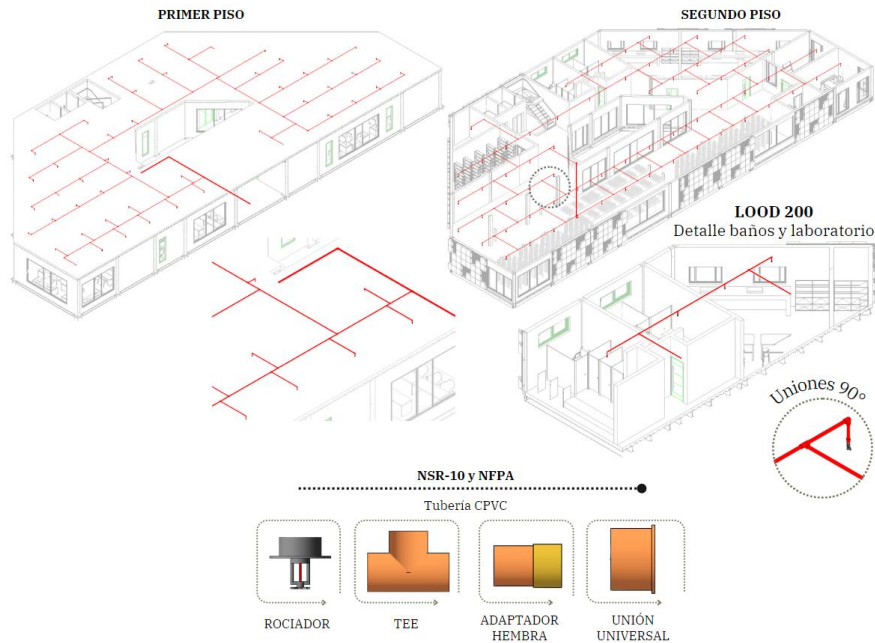 PRIMER PISO
SEGUNDO PISO
LOOD 200
Detalle baños y laboratorio
Uniones 90°
NSR-10 y NFPA
Tubería CPVC
ROCIADOR
TEE
ADAPTADOR
HEMBRA
UNIÓN
UNIVERSAL